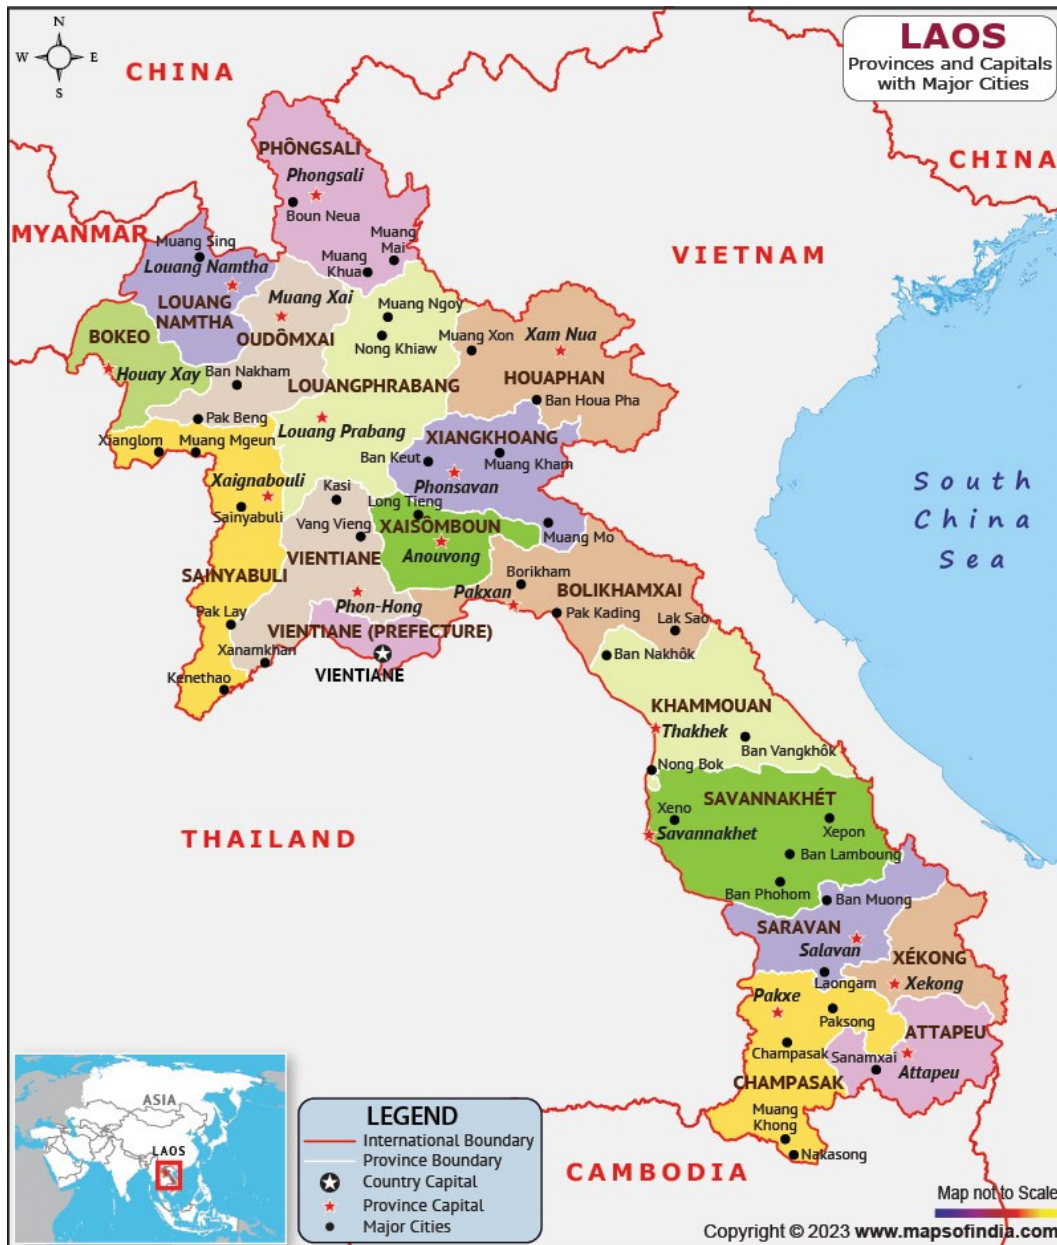 LAOS
Provinces and Capitals
with Major Cities
N
W
E
S
CHINA
CHINA
MYANMAR
VIETNAM
PHÔNGSALI
Phongsali
Boun Neua
Muang
Mai
Muang
Khua
Muang Sing
Louang Namtha
LOUANG
NAMTHA
Muang Xai
OUDÔMXAI
BOKEO
Houay Xay
Ban Nakham
Pak Beng
Muang Ngoy
Nong Khiaw
LOUANGPHRABANG
Louang Prabang
Muang Xon
Xam Nua
HOUAPHAN
Ban Houa Pha
XIANGKHOANG
Ban Keut
Muang Kham
Phonsavan
Muang Mo
Xianglom
Muang Mgeun
Xaignabouli
Sainyabuli
SAINYABULI
Pak Lay
Kenethao
Kasi
Vang Vieng
VIENTIANE
Phon-Hong
Xanamkhan
Long Tieng
XAISÔMBOUN
Anouvong
VIENTIANE (PREFECTURE)
VIENTIANE
Borikham
BOLIKHAMXAI
Pakxan
Pak Kading
Lak Sao
Ban Nakhôk
KHAMMOUAN
Thakhek
Ban Vangkhôk
Nong Bok
SAVANNAKHÉT
Xeno
Savannakhet
Xepon
Ban Lamboung
Ban Phohom
Ban Muong
SARAVAN
Salavan
Laongam
XÉKONG
Xekong
Pakxe
Paksong
Champasak
CHAMPASAK
Muang
Khong
Nakasong
ATTAPEU
Sanamxai
Attapeu
South
China
Sea
THAILAND
CAMBODIA
ASIA
LAOS
LEGEND
International Boundary
Province Boundary
Country Capital
Province Capital
Major Cities
Map not to Scale
Copyright © 2023 www.mapsofindia.com